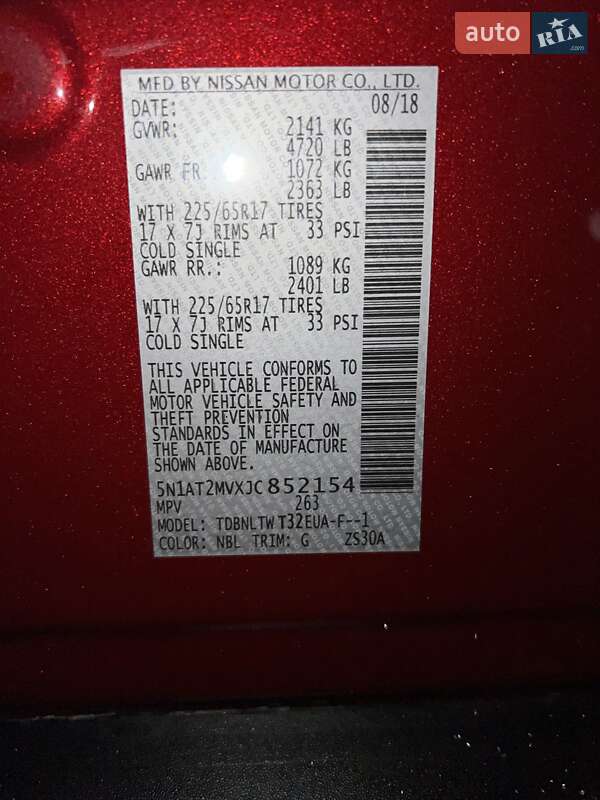 auto RIA.com
MFD BY NISSAN MOTOR CO., LTD.
DATE: 08/18
GVWR: 2141 KG
4720 LB
GAWR FR 1072 KG
2363 LB
WITH 225/65R17 TIRES
17 X 7J RIMS AT 33 PSI
COLD SINGLE
GAWR RR.: 1089 KG
2401 LB
WITH 225/65R17 TIRES
17 X 7J RIMS AT 33 PSI
COLD SINGLE
THIS VEHICLE CONFORMS TO
ALL APPLICABLE FEDERAL
MOTOR VEHICLE SAFETY AND
THEFT PREVENTION
STANDARDS IN EFFECT ON
THE DATE OF MANUFACTURE
SHOWN ABOVE.
5N1AT2MVXJC852154
MPV 263
MODEL: TDBNLTWT32EUA-F--1
COLOR: NBL TRIM: G ZS30A